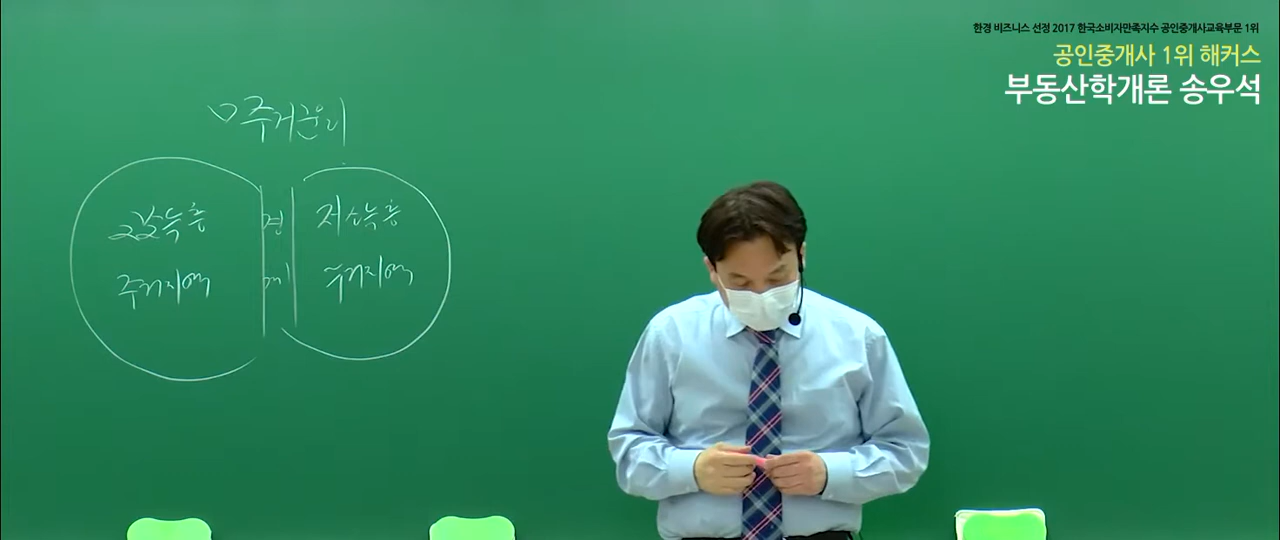 한경 비즈니스 선정 2017 한국소비자만족지수 공인중개사교육부문 1위
공인중개사 1위 해커스
부동산학개론 송우석
주거분리
고소득층
경계
저소득층
주거지역
주거지역